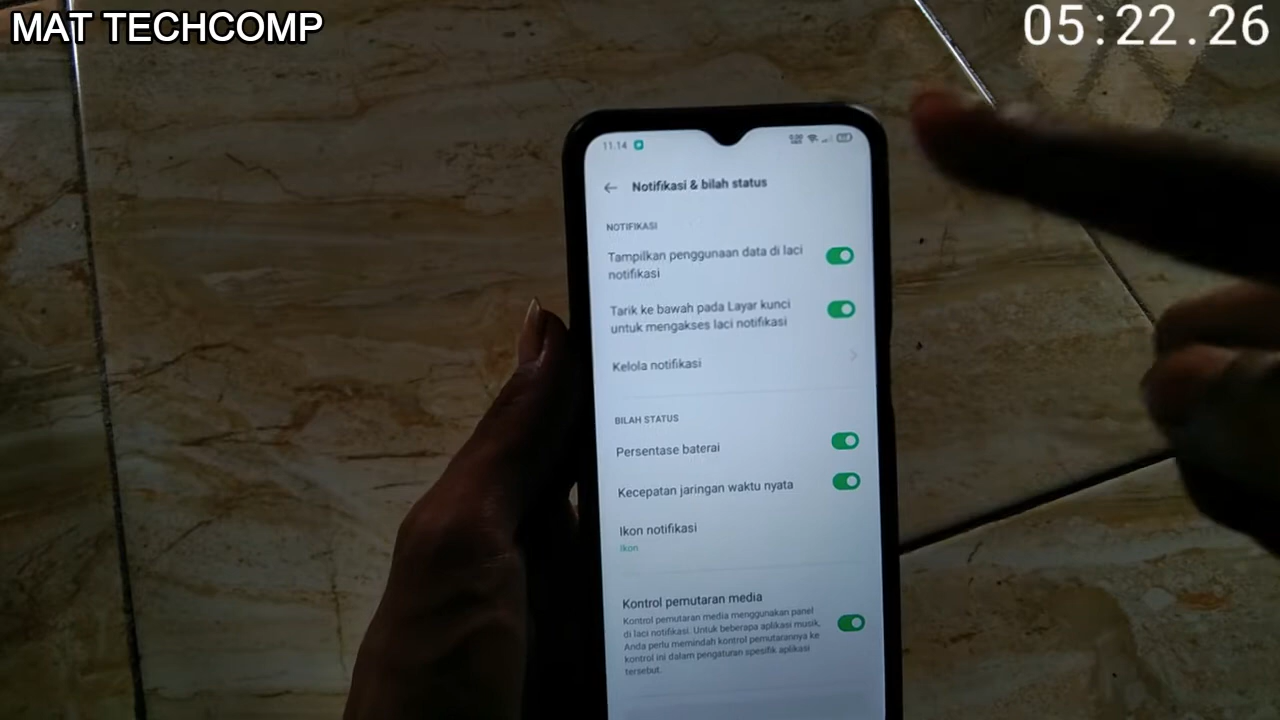 MAT TECHCOMP
05:22.26
11.14
Notifikasi & bilah status
NOTIFIKASI
Tampilkan penggunaan data di laci
notifikasi
Tarik ke bawah pada Layar kunci
untuk mengakses laci notifikasi
Kelola notifikasi
BILAH STATUS
Persentase baterai
Kecepatan jaringan waktu nyata
Ikon notifikasi
Ikon
Kontrol pemutaran media
Kontrol pemutaran media menggunakan panel
di laci notifikasi. Untuk beberapa aplikasi musik,
Anda perlu memindah kontrol pemutarannya ke
kontrol ini dalam pengaturan spesifik aplikasi
tersebut.